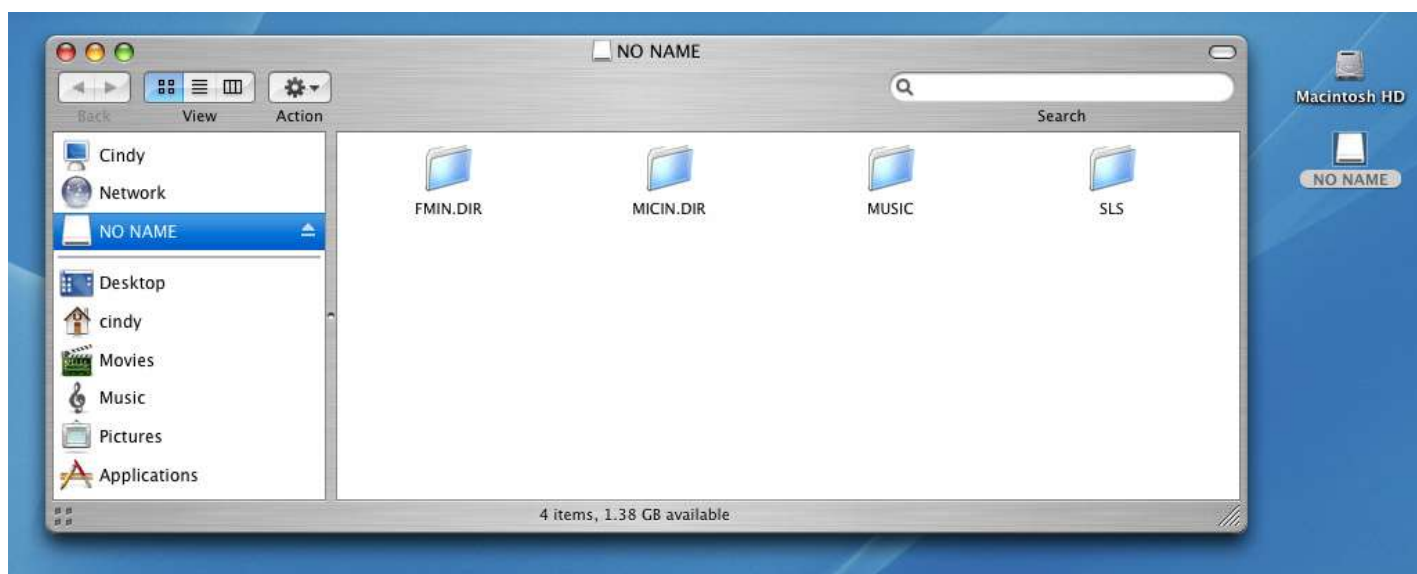 NO NAME
Back View Action Search
Cindy
Network
NO NAME
Desktop
cindy
Movies
Music
Pictures
Applications
FMIN.DIR MICIN.DIR MUSIC SLS
4 items, 1.38 GB available
Macintosh HD
NO NAME